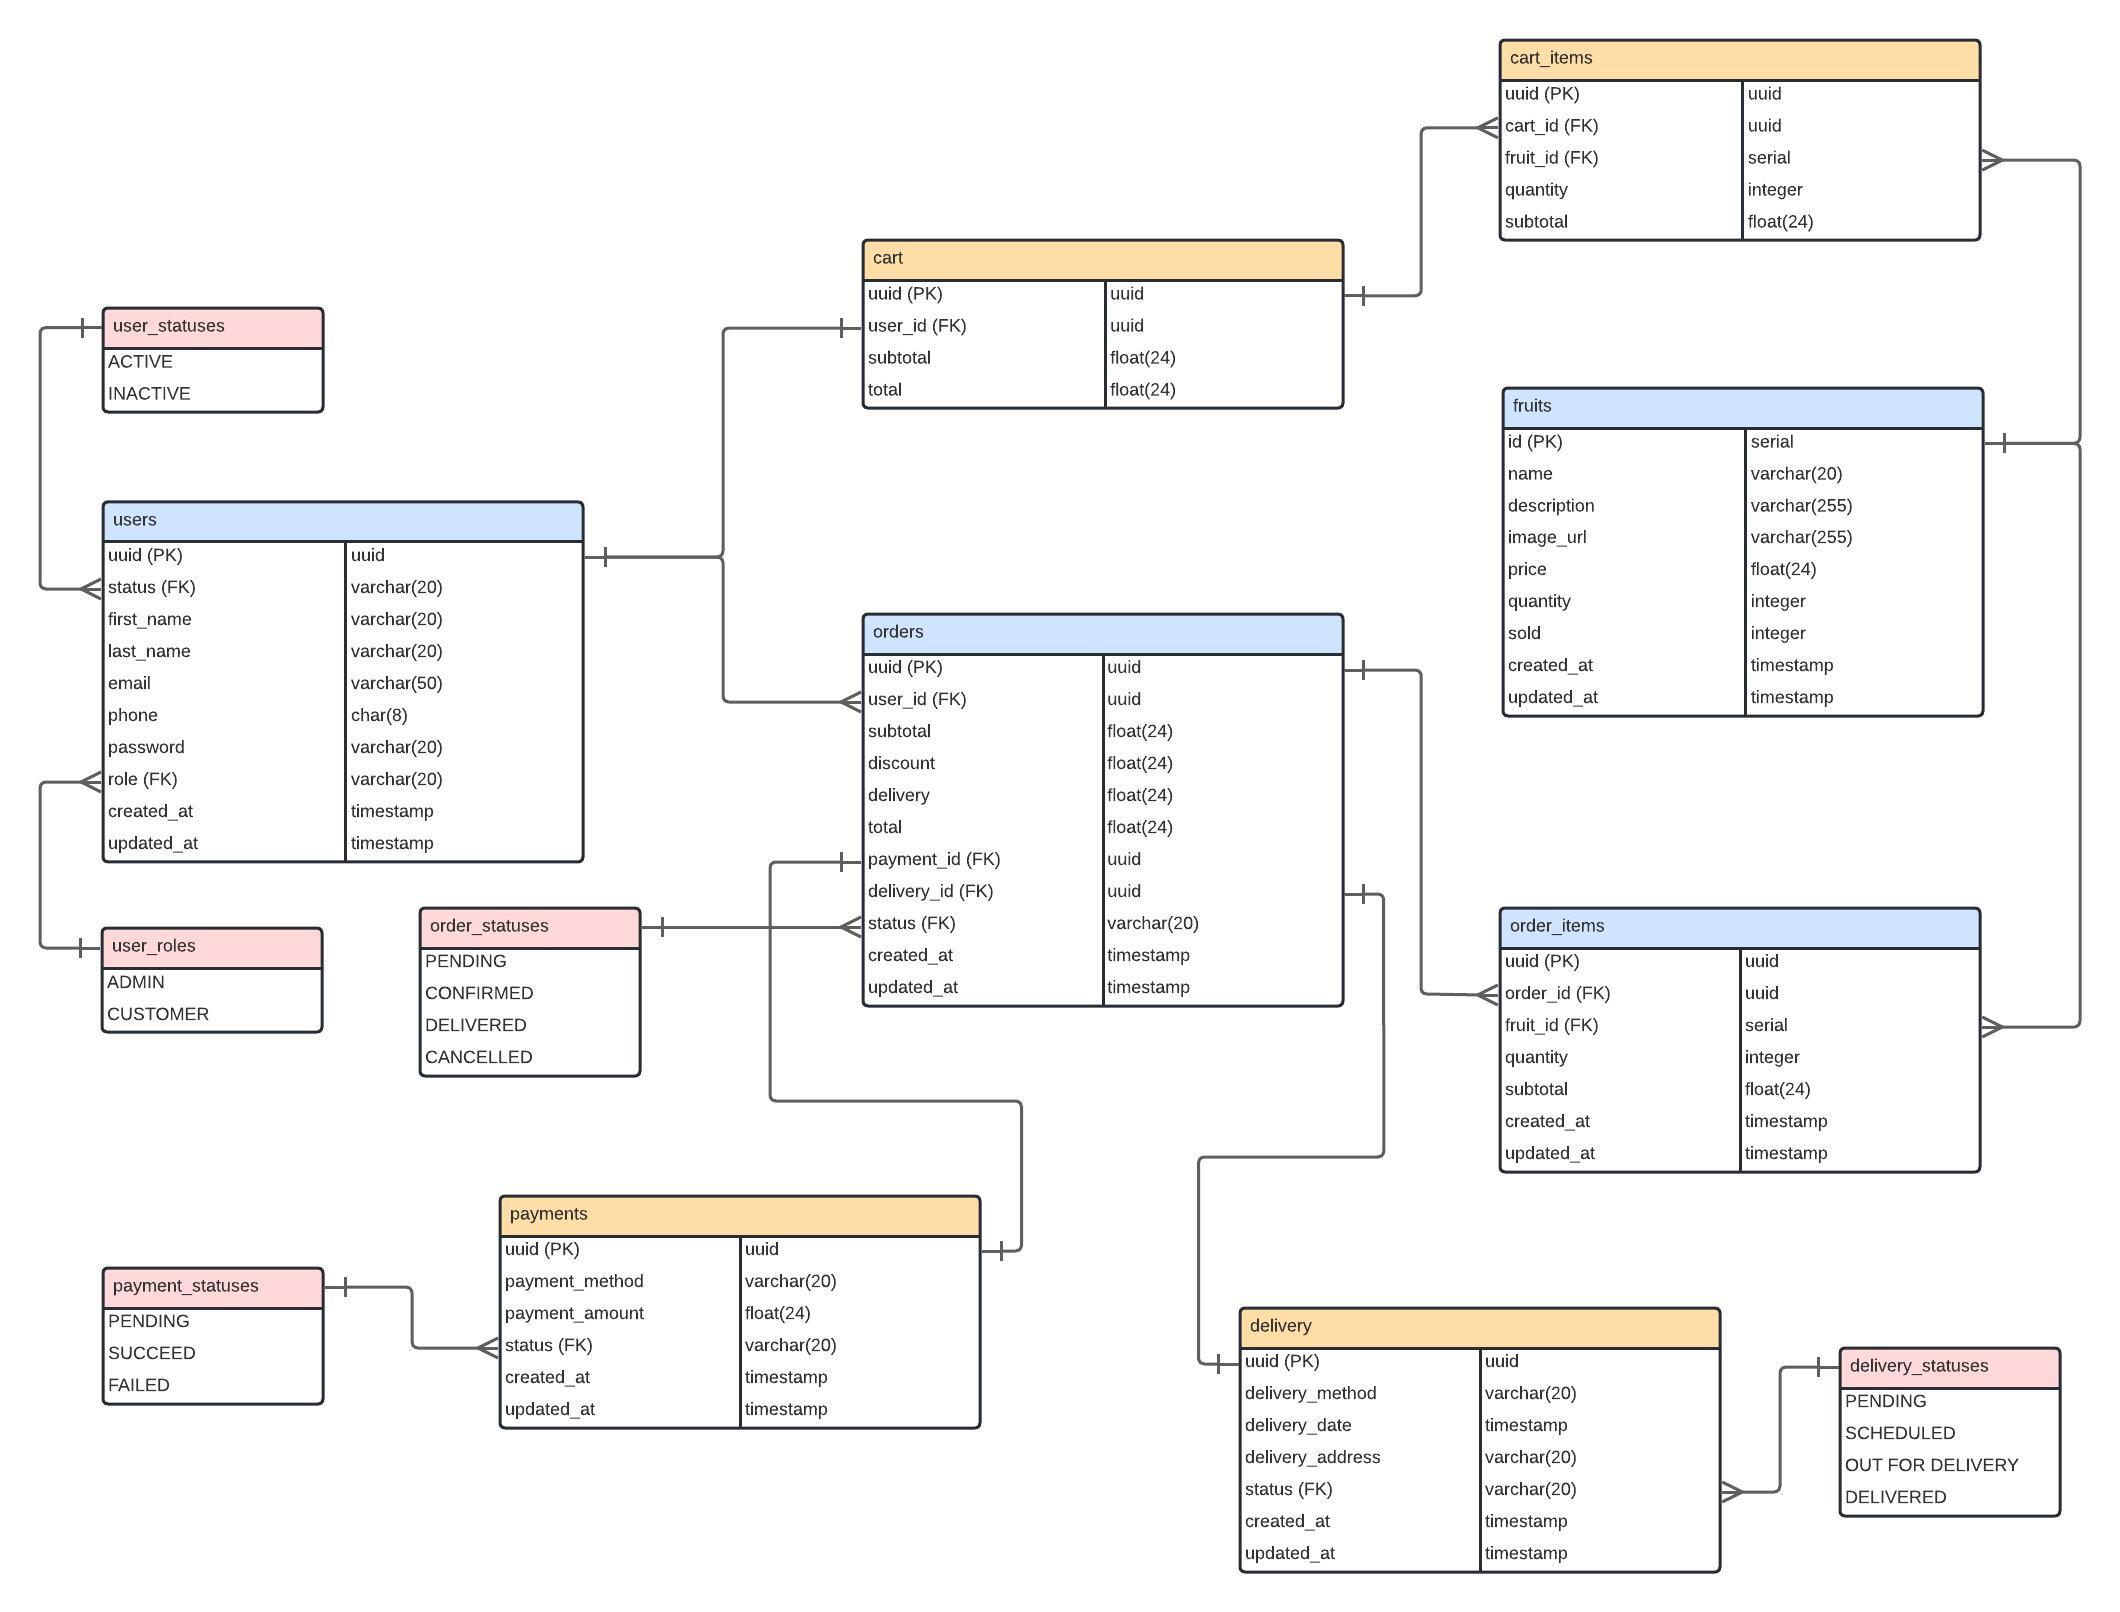 cart_items
uuid (PK) uuid
cart_id (FK) uuid
fruit_id (FK) serial
quantity integer
subtotal float(24)
cart
uuid (PK) uuid
user_id (FK) uuid
subtotal float(24)
total float(24)
user_statuses
ACTIVE
INACTIVE
fruits
id (PK) serial
name varchar(20)
description varchar(255)
image_url varchar(255)
price float(24)
quantity integer
sold integer
created_at timestamp
updated_at timestamp
users
uuid (PK) uuid
status (FK) varchar(20)
first_name varchar(20)
last_name varchar(20)
email varchar(50)
phone char(8)
password varchar(20)
role (FK) varchar(20)
created_at timestamp
updated_at timestamp
orders
uuid (PK) uuid
user_id (FK) uuid
subtotal float(24)
discount float(24)
delivery float(24)
total float(24)
payment_id (FK) uuid
delivery_id (FK) uuid
status (FK) varchar(20)
created_at timestamp
updated_at timestamp
user_roles
ADMIN
CUSTOMER
order_statuses
PENDING
CONFIRMED
DELIVERED
CANCELLED
order_items
uuid (PK) uuid
order_id (FK) uuid
fruit_id (FK) serial
quantity integer
subtotal float(24)
created_at timestamp
updated_at timestamp
payments
uuid (PK) uuid
payment_method varchar(20)
payment_amount float(24)
status (FK) varchar(20)
created_at timestamp
updated_at timestamp
payment_statuses
PENDING
SUCCEED
FAILED
delivery
uuid (PK) uuid
delivery_method varchar(20)
delivery_date timestamp
delivery_address varchar(20)
status (FK) varchar(20)
created_at timestamp
updated_at timestamp
delivery_statuses
PENDING
SCHEDULED
OUT FOR DELIVERY
DELIVERED